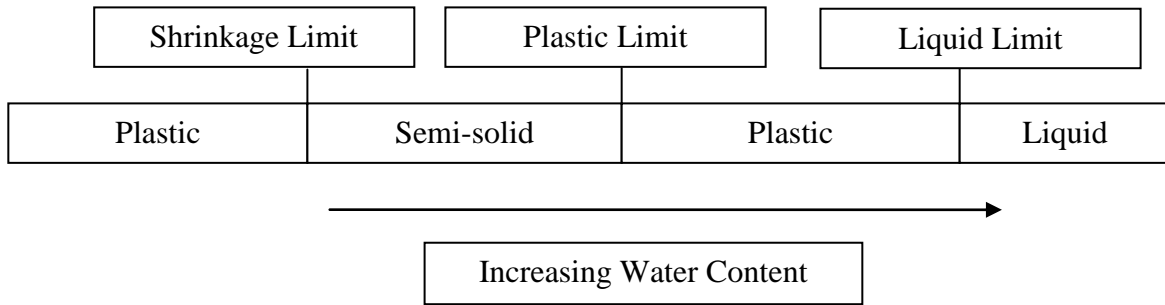 Shrinkage Limit
Plastic Limit
Liquid Limit
Plastic
Semi-solid
Plastic
Liquid
Increasing Water Content